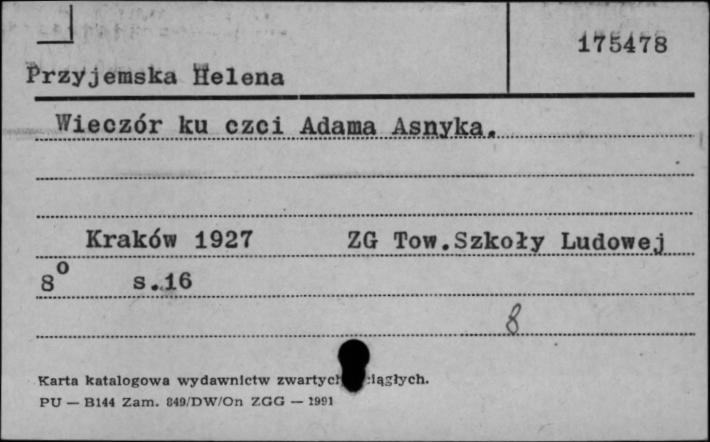 175478
Przyjemska Helena
Wieczór ku czci Adama Asnyka.
Kraków 1927 ZG Tow.Szkoły Ludowej
8° s.16
8
Karta katalogowa wydawnictw
PU — B144 Zam. 849/DW/On ZGG — 1991